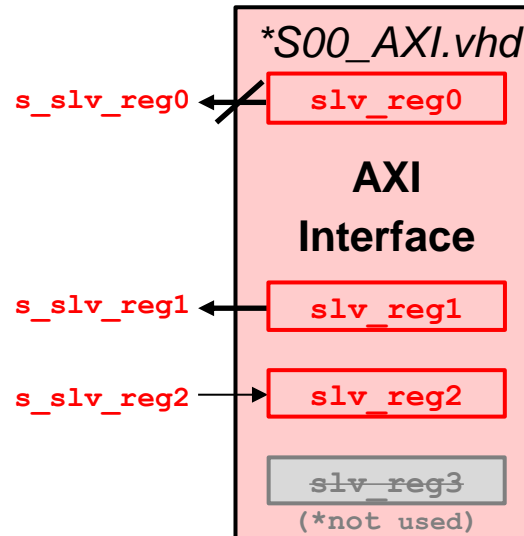 *S00_AXI.vhd
s_slv_reg0 slv_reg0
AXI
Interface
s_slv_reg1 slv_reg1
s_slv_reg2 slv_reg2
slv_reg3
(*not used)